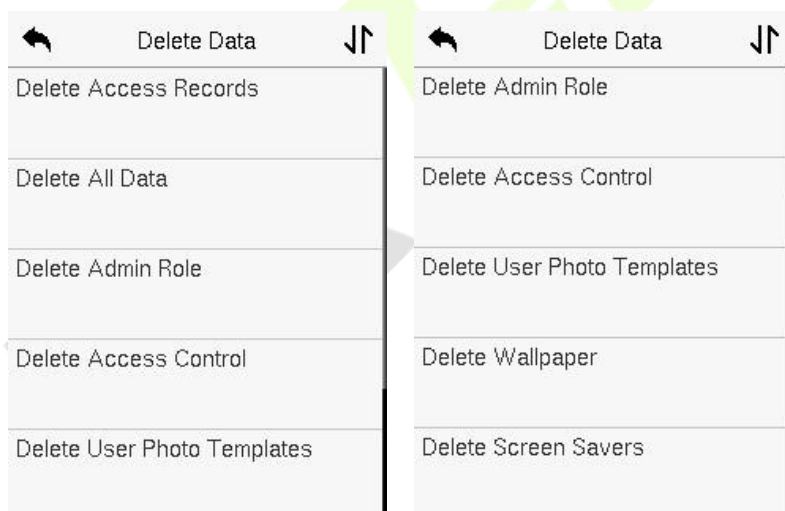 Delete Data
Delete Access Records
Delete All Data
Delete Admin Role
Delete Access Control
Delete User Photo Templates
Delete Data
Delete Admin Role
Delete Access Control
Delete User Photo Templates
Delete Wallpaper
Delete Screen Savers